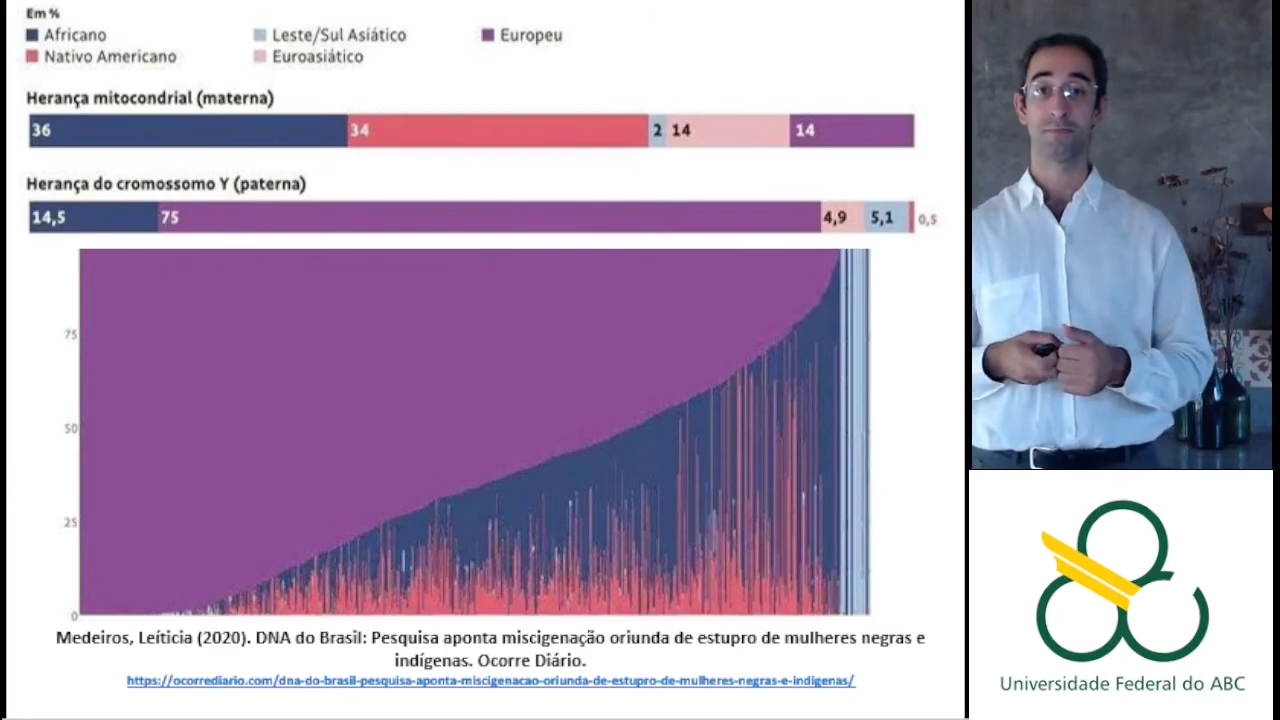 Em %
Africano
Leste/Sul Asiático
Europeu
Nativo Americano
Euroasiático
Herança mitocondrial (materna)
36 34 2 14 14
Herança do cromossomo Y (paterna)
14,5 75 4,9 5,1 0,5
75
50
25
0
Medeiros, Leíticia (2020). DNA do Brasil: Pesquisa aponta miscigenação oriunda de estupro de mulheres negras e
indígenas. Ocorre Diário.
https://ocorrediario.com/dna-do-brasil-pesquisa-aponta-miscigenacao-oriunda-de-estupro-de-mulheres-negras-e-indigenas/
Universidade Federal do ABC